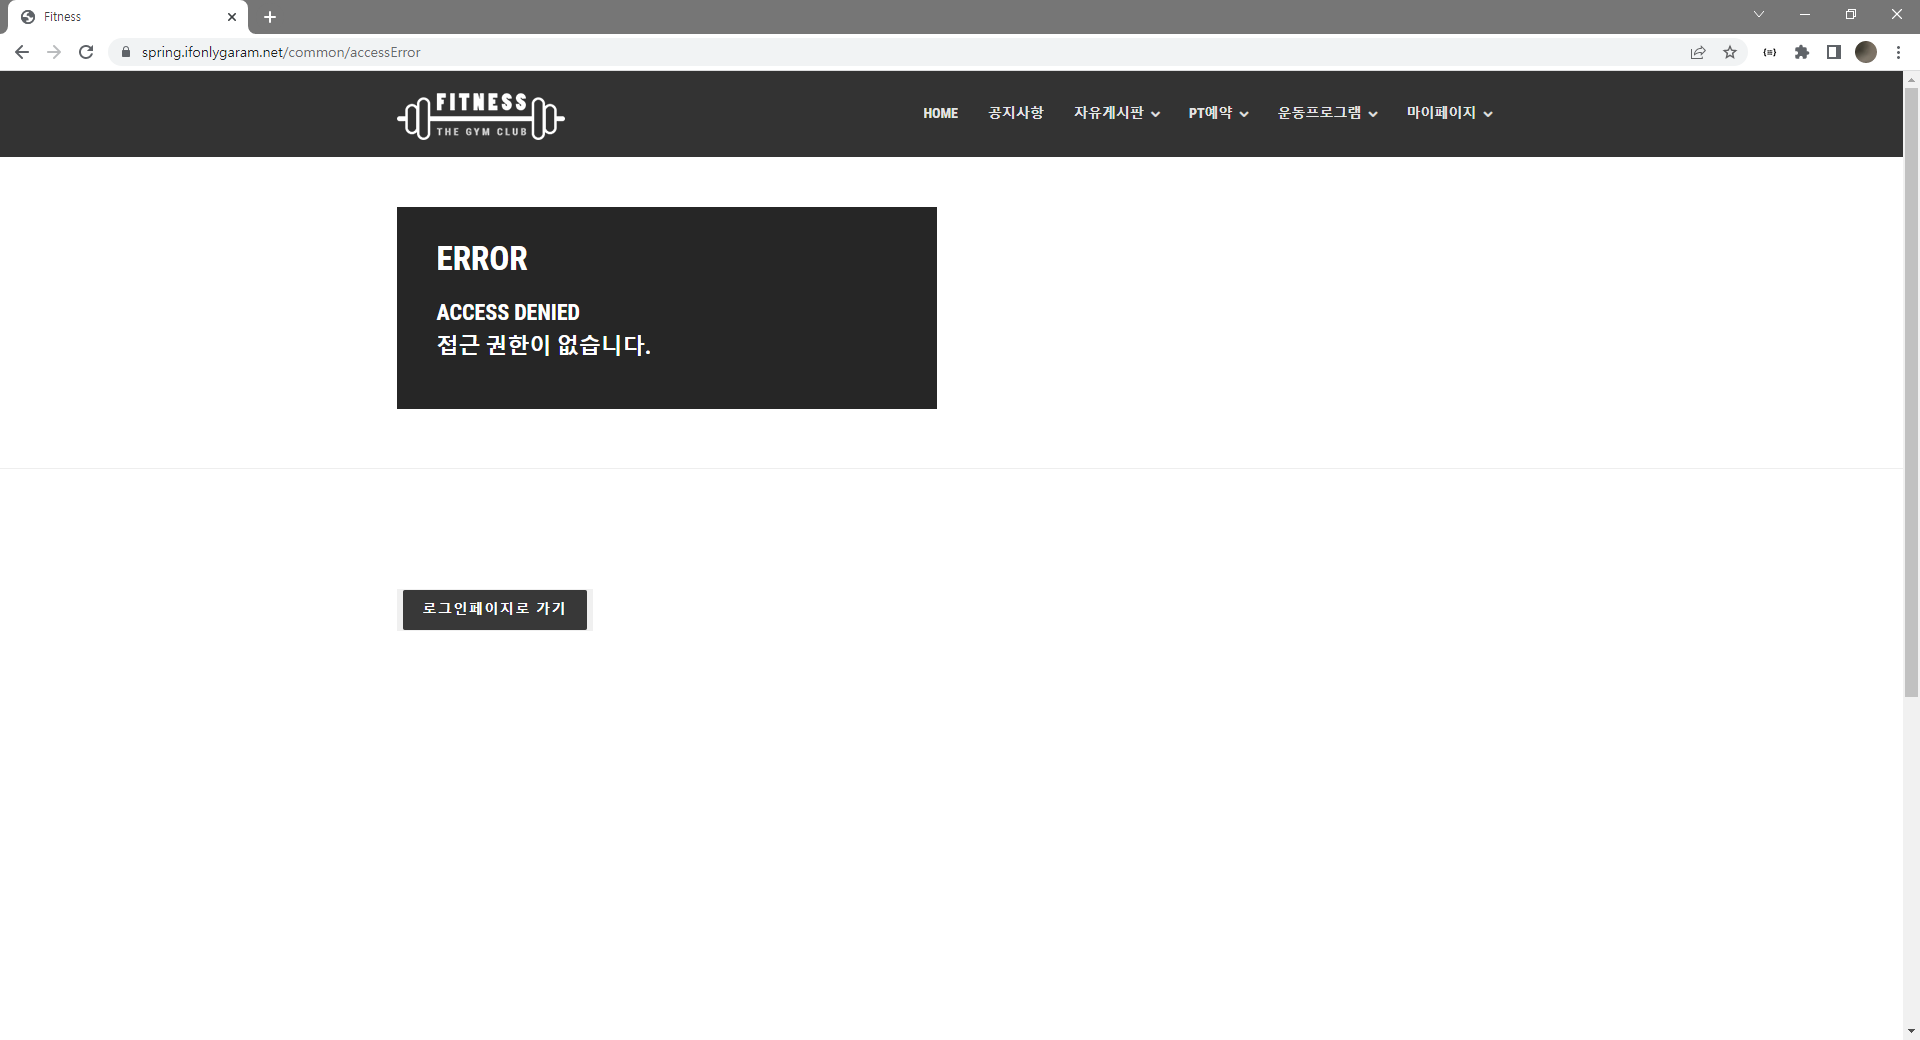 Fitness
spring.ifonlygaram.net/common/accessError
FITNESS
THE GYM CLUB
HOME 공지사항 자유게시판 PT예약 운동프로그램 마이페이지
ERROR
ACCESS DENIED
접근 권한이 없습니다.
로그인페이지로 가기